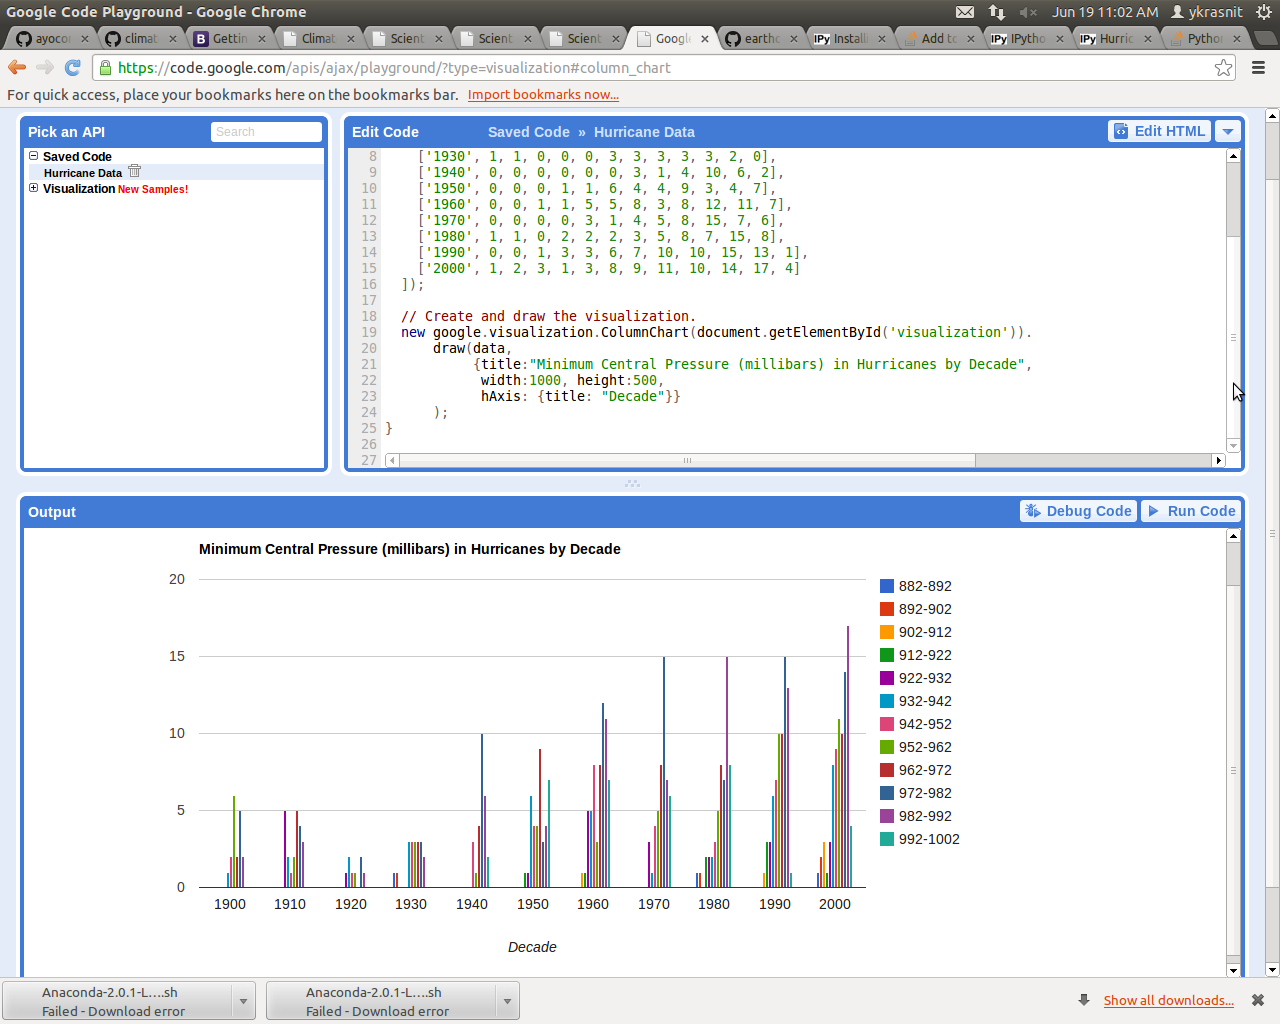 Google Code Playground - Google Chrome
Jun 19 11:02 AM
ykrasnit
ayoco
climat
Gettin
Climat
Scient
Scient
Scient
Google
eartho
IPy Install
Add to
IPy IPytho
IPy Hurric
Python
https://code.google.com/apis/ajax/playground/?type=visualization#column_chart
For quick access, place your bookmarks here on the bookmarks bar. Import bookmarks now...
Pick an API
Search
Saved Code
Hurricane Data
Visualization New Samples!
Edit Code
Saved Code » Hurricane Data
Edit HTML
8 ['1930', 1, 1, 0, 0, 0, 3, 3, 3, 3, 3, 2, 0],
9 ['1940', 0, 0, 0, 0, 0, 0, 3, 1, 4, 10, 6, 2],
10 ['1950', 0, 0, 0, 1, 1, 6, 4, 4, 9, 3, 4, 7],
11 ['1960', 0, 0, 1, 1, 5, 5, 8, 3, 8, 12, 11, 7],
12 ['1970', 0, 0, 0, 0, 3, 1, 4, 5, 8, 15, 7, 6],
13 ['1980', 1, 1, 0, 2, 2, 2, 3, 5, 8, 7, 15, 8],
14 ['1990', 0, 0, 1, 3, 3, 6, 7, 10, 10, 15, 13, 1],
15 ['2000', 1, 2, 3, 1, 3, 8, 9, 11, 10, 14, 17, 4]
16 ]);
17
18 // Create and draw the visualization.
19 new google.visualization.ColumnChart(document.getElementById('visualization')).
20 draw(data,
21 {title:"Minimum Central Pressure (millibars) in Hurricanes by Decade",
22 width:1000, height:500,
23 hAxis: {title: "Decade"}}
24 );
25 }
26
27
Output
Debug Code
Run Code
Minimum Central Pressure (millibars) in Hurricanes by Decade
20
15
10
5
0
1900 1910 1920 1930 1940 1950 1960 1970 1980 1990 2000
Decade
882-892
892-902
902-912
912-922
922-932
932-942
942-952
952-962
962-972
972-982
982-992
992-1002
Anaconda-2.0.1-L....sh
Failed - Download error
Anaconda-2.0.1-L....sh
Failed - Download error
Show all downloads...